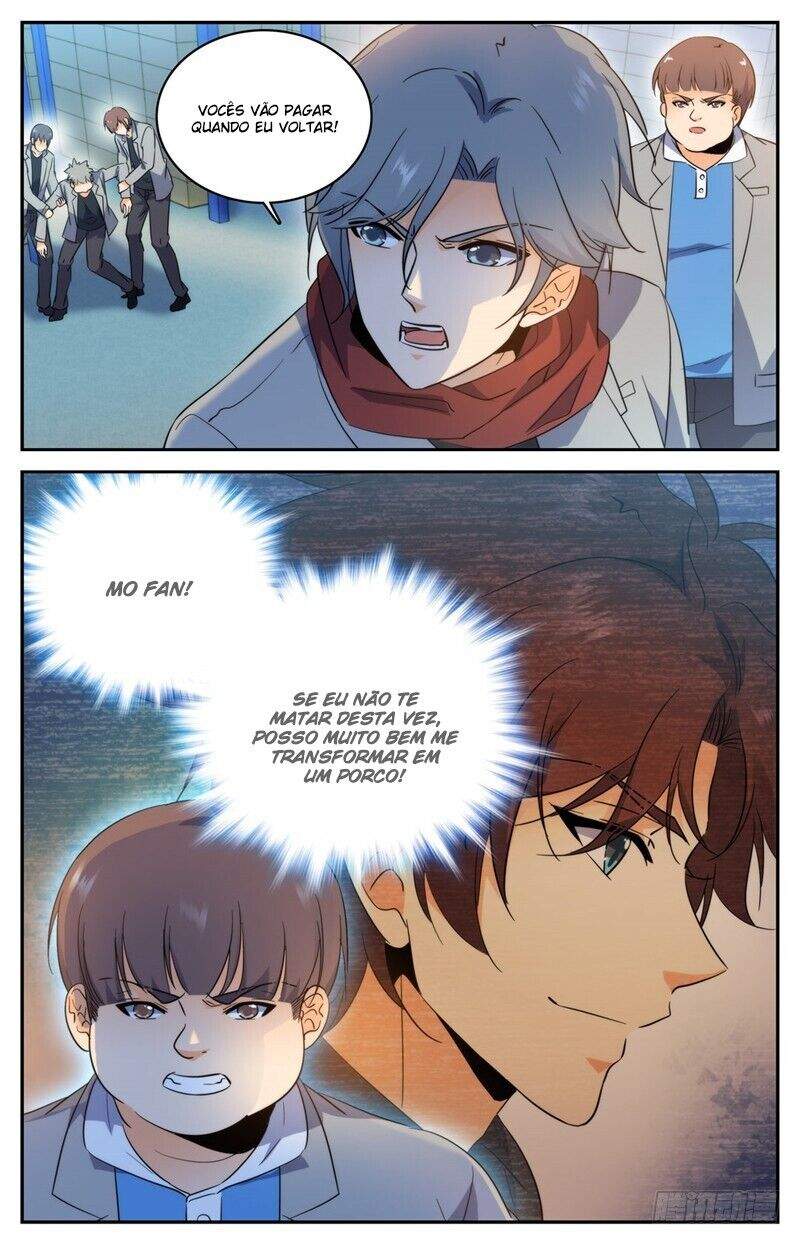 VOCÊS VÃO PAGAR
QUANDO EU VOLTAR!
MO FAN!
SE EU NÃO TE
MATAR DESTA VEZ,
POSSO MUITO BEM ME
TRANSFORMAR EM
UM PORCO!